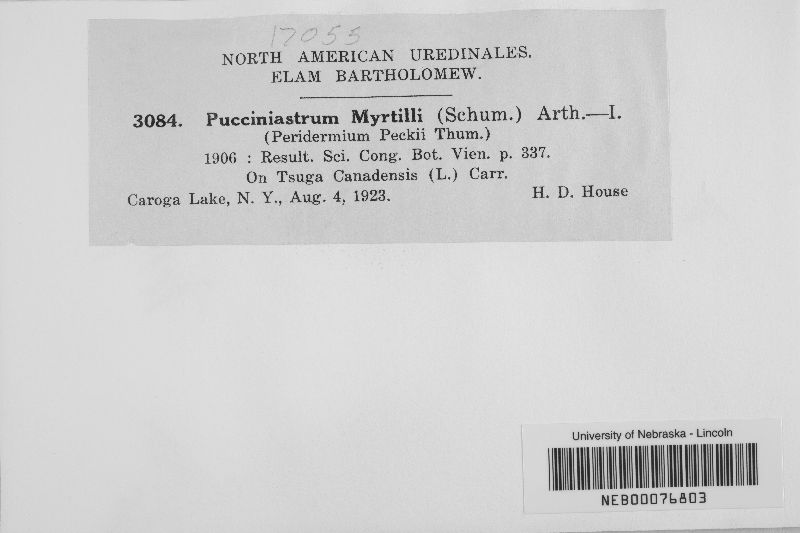 17055
NORTH AMERICAN UREDINALES.
ELAM BARTHOLOMEW.
3084. Pucciniastrum Myrtilli (Schum.) Arth.—I.
(Peridermium Peckii Thum.)
1906 : Result. Sci. Cong. Bot. Vien. p. 337.
On Tsuga Canadensis (L.) Carr.
Caroga Lake, N. Y., Aug. 4, 1923. H. D. House
University of Nebraska - Lincoln
NEB00076803